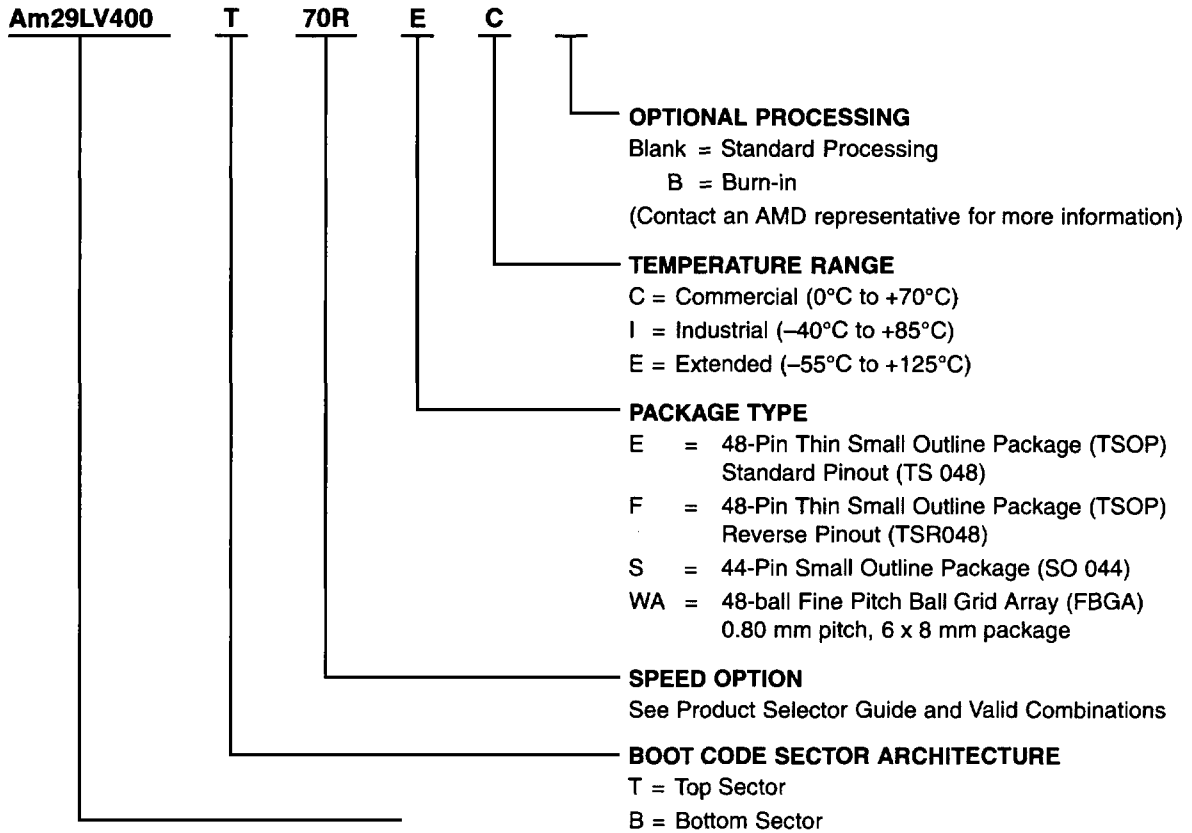 Am29LV400 T 70R E C
OPTIONAL PROCESSING
Blank = Standard Processing
B = Burn-in
(Contact an AMD representative for more information)
TEMPERATURE RANGE
C = Commercial (0°C to +70°C)
I = Industrial (–40°C to +85°C)
E = Extended (–55°C to +125°C)
PACKAGE TYPE
E = 48-Pin Thin Small Outline Package (TSOP)
Standard Pinout (TS 048)
F = 48-Pin Thin Small Outline Package (TSOP)
Reverse Pinout (TSR048)
S = 44-Pin Small Outline Package (SO 044)
WA = 48-ball Fine Pitch Ball Grid Array (FBGA)
0.80 mm pitch, 6 x 8 mm package
SPEED OPTION
See Product Selector Guide and Valid Combinations
BOOT CODE SECTOR ARCHITECTURE
T = Top Sector
B = Bottom Sector